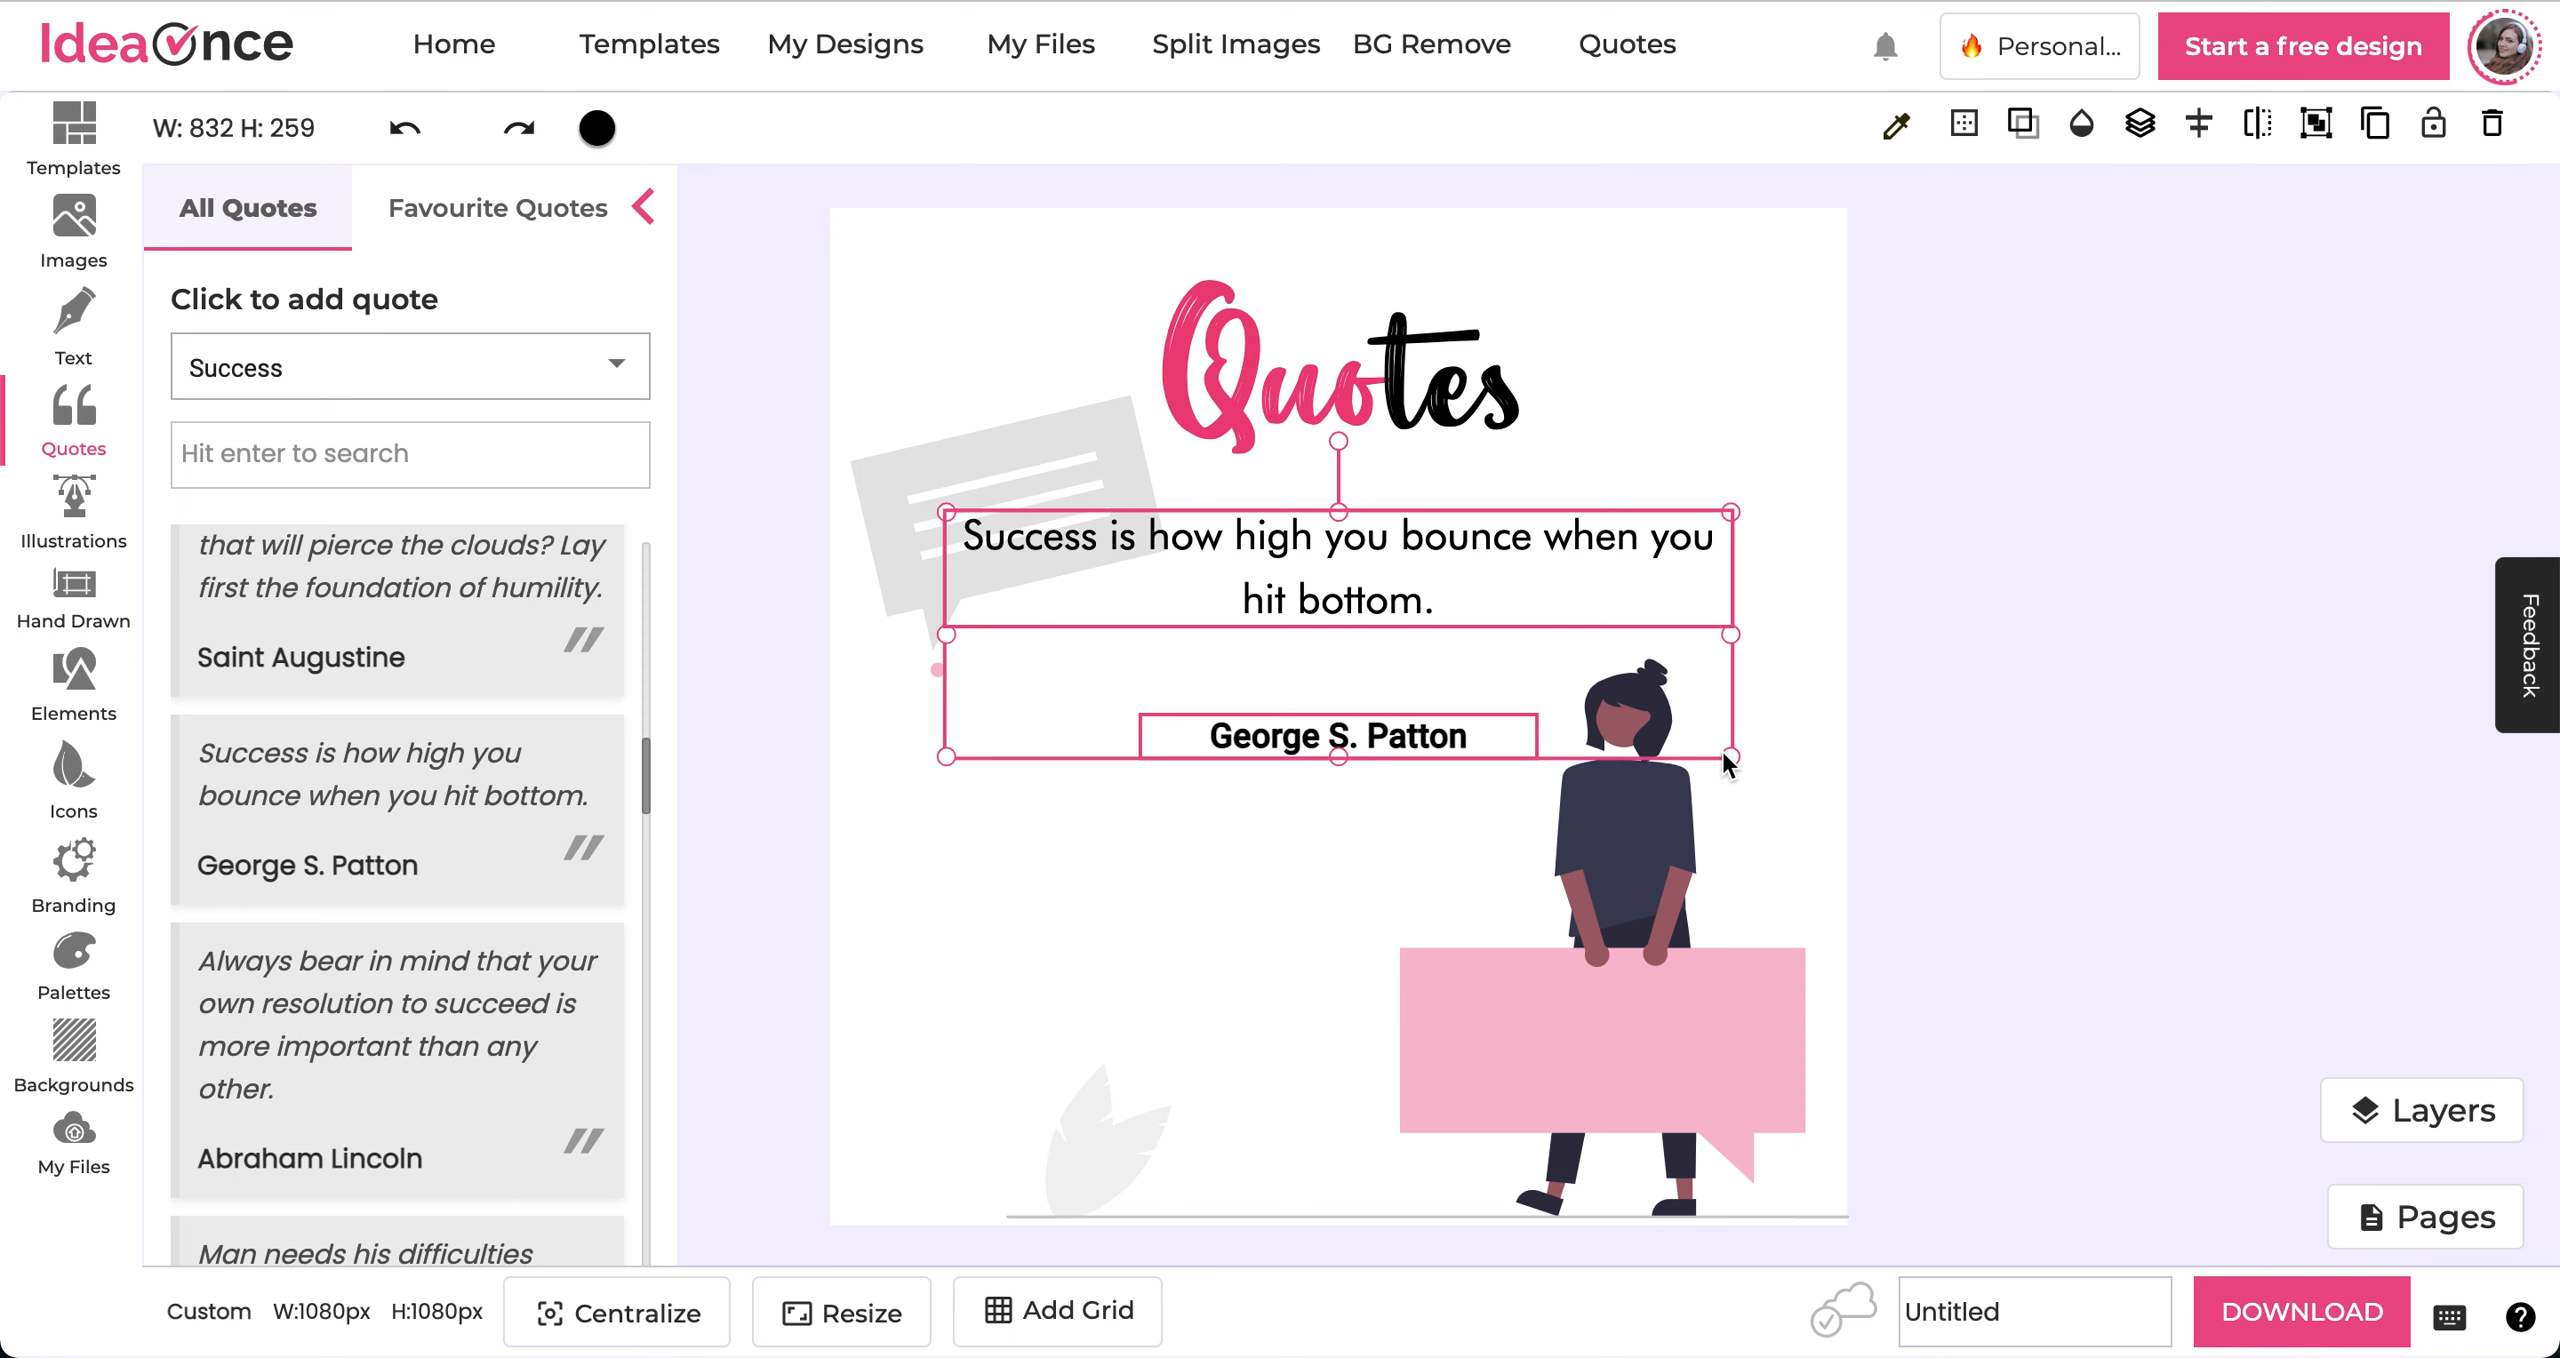 IdeaOnce
Home
Templates
My Designs
My Files
Split Images
BG Remove
Quotes
Personal...
Start a free design
W: 832 H: 259
Templates
Images
Text
Quotes
Illustrations
Hand Drawn
Elements
Icons
Branding
Palettes
Backgrounds
My Files
All Quotes
Favourite Quotes
Click to add quote
Success
Hit enter to search
that will pierce the clouds? Lay
first the foundation of humility.
Saint Augustine
Success is how high you
bounce when you hit bottom.
George S. Patton
Always bear in mind that your
own resolution to succeed is
more important than any
other.
Abraham Lincoln
Man needs his difficulties
Quotes
Success is how high you bounce when you
hit bottom.
George S. Patton
Feedback
Layers
Pages
Custom W:1080px H:1080px
Centralize
Resize
Add Grid
Untitled
DOWNLOAD